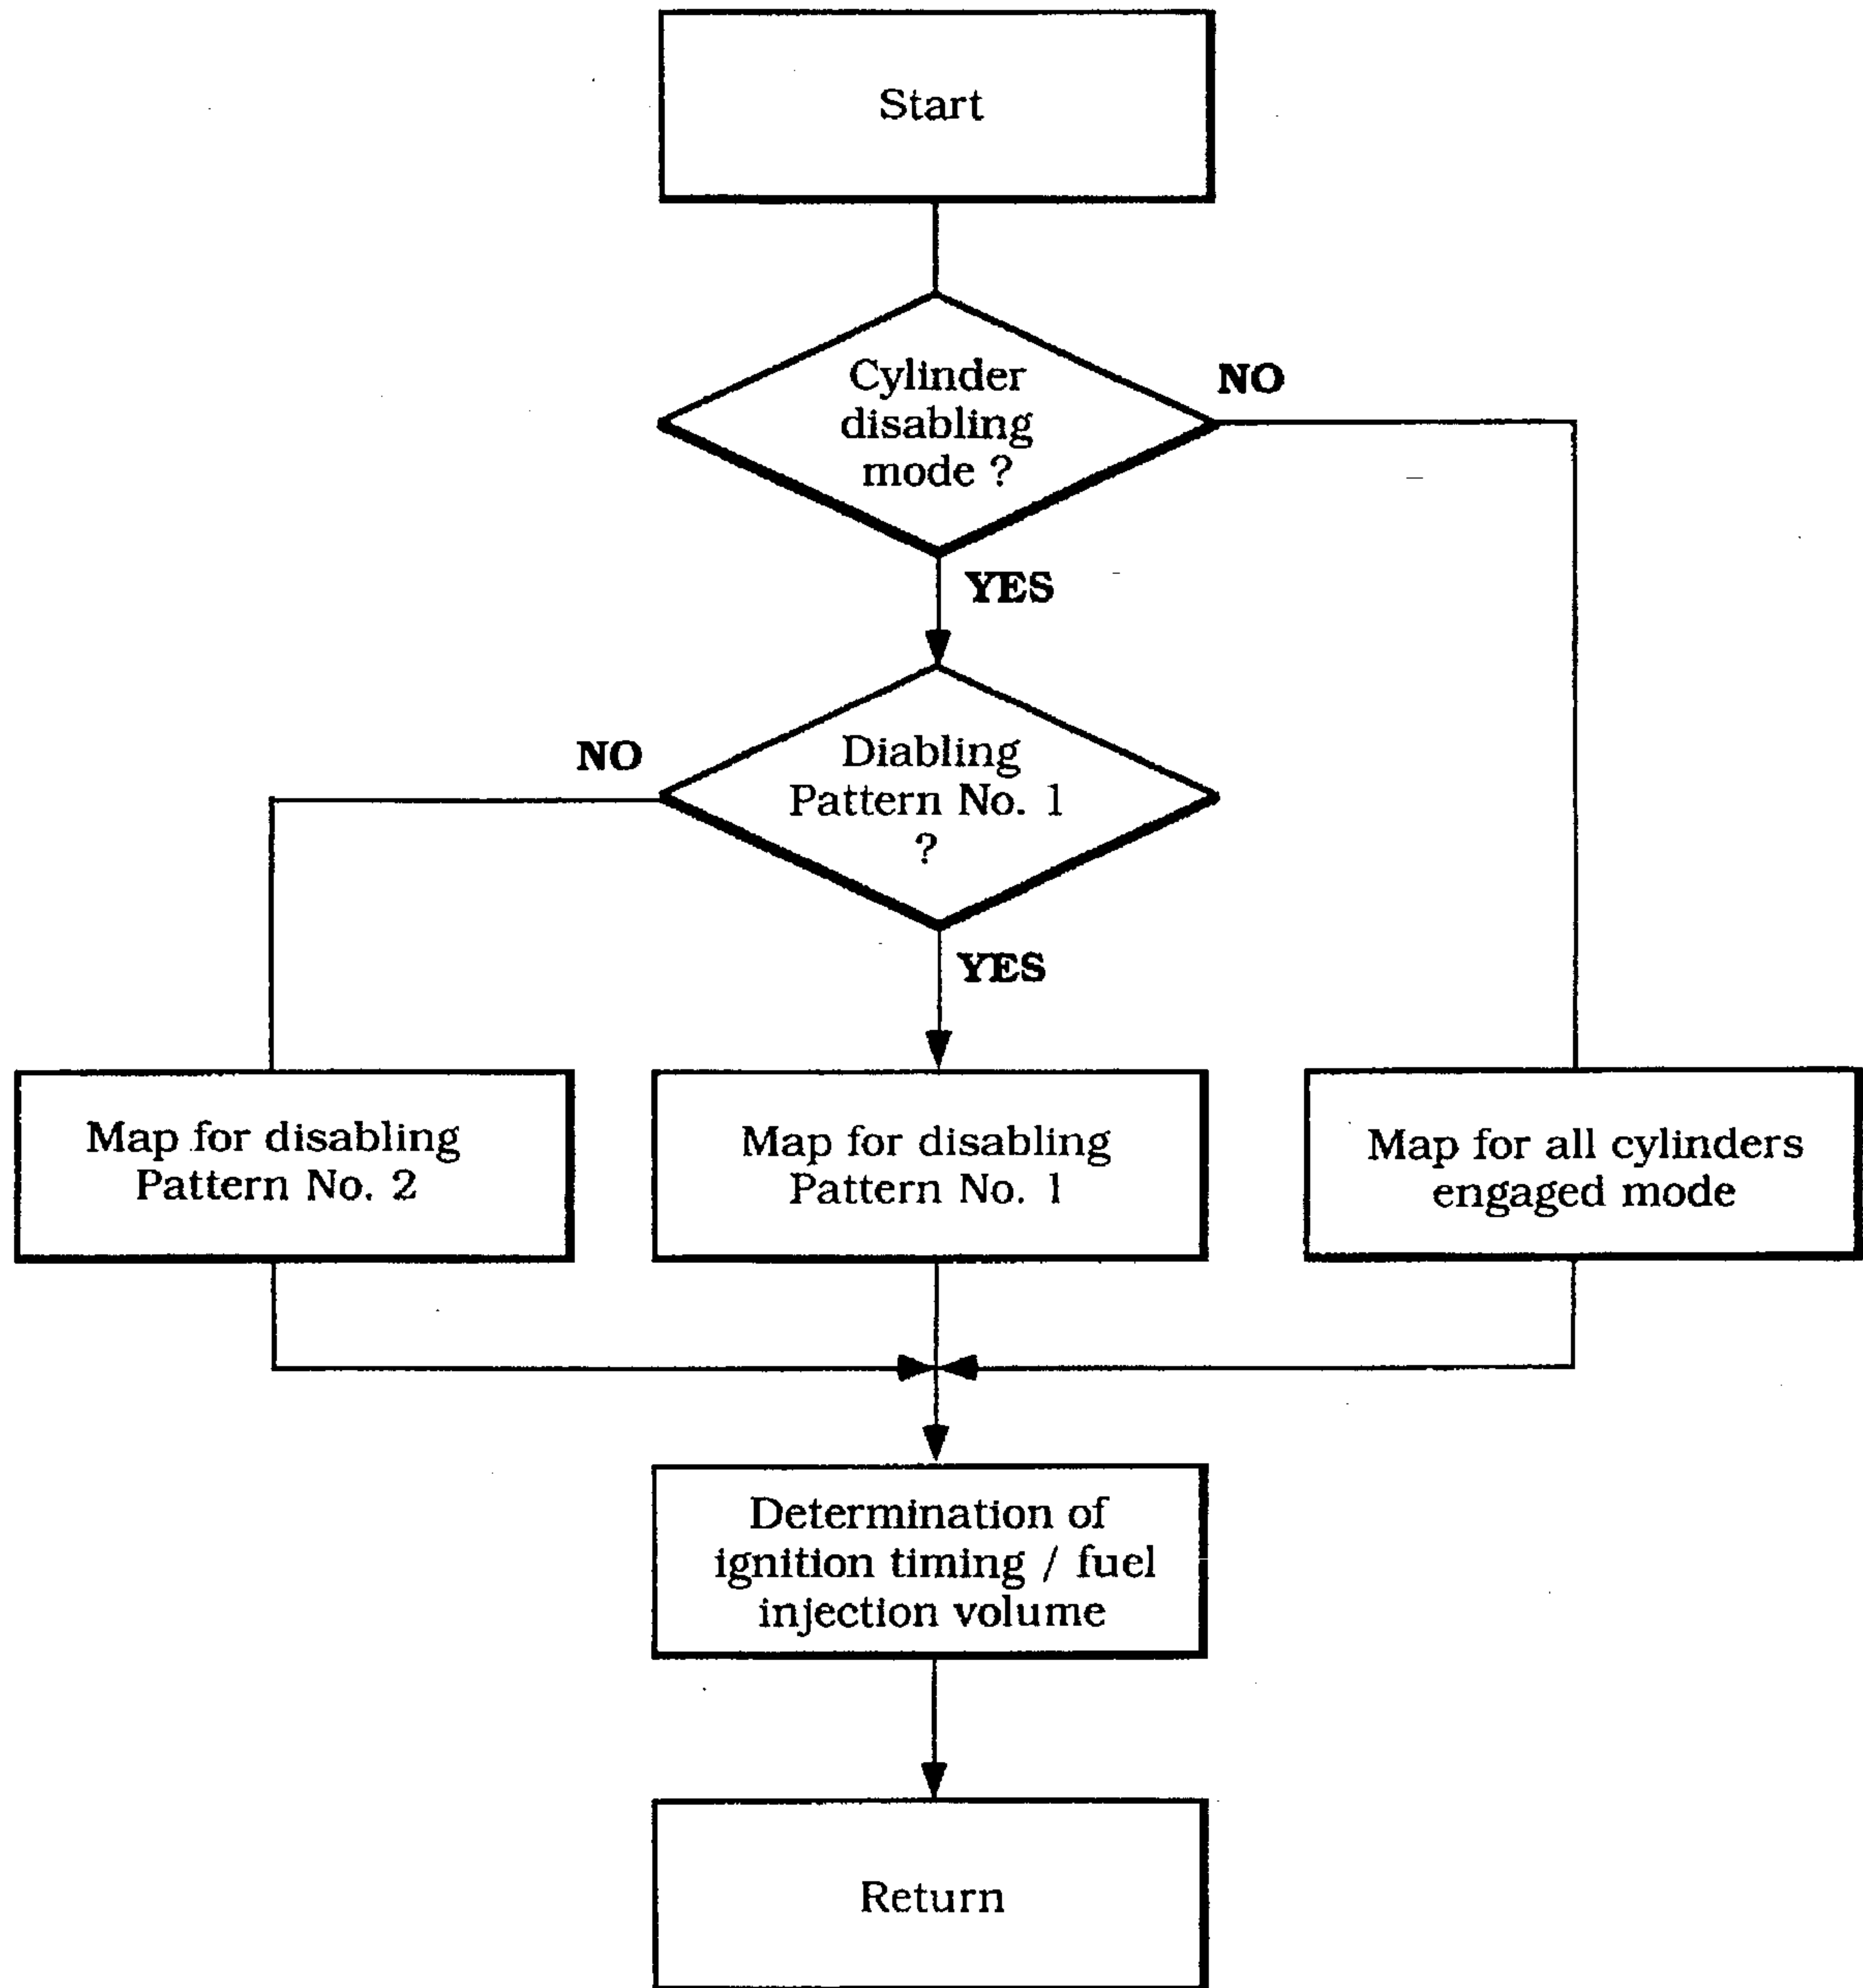 Start
Cylinder
disabling
mode ?
NO
YES
Diabling
Pattern No. 1
?
NO
YES
Map for disabling
Pattern No. 2
Map for disabling
Pattern No. 1
Map for all cylinders
engaged mode
Determination of
ignition timing / fuel
injection volume
Return